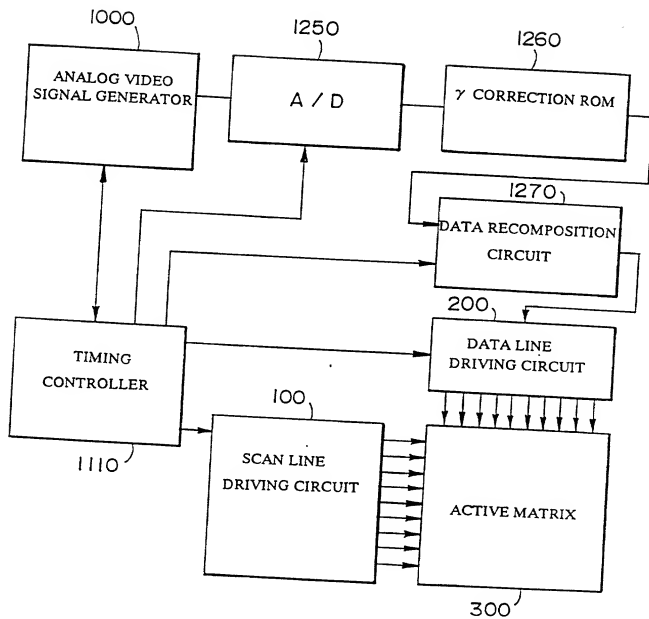 1000
1250
1260
ANALOG VIDEO
SIGNAL GENERATOR
A / D
γ CORRECTION ROM
1270
DATA RECOMPOSITION
CIRCUIT
200
TIMING
CONTROLLER
DATA LINE
DRIVING CIRCUIT
1110
100
SCAN LINE
DRIVING CIRCUIT
ACTIVE MATRIX
300